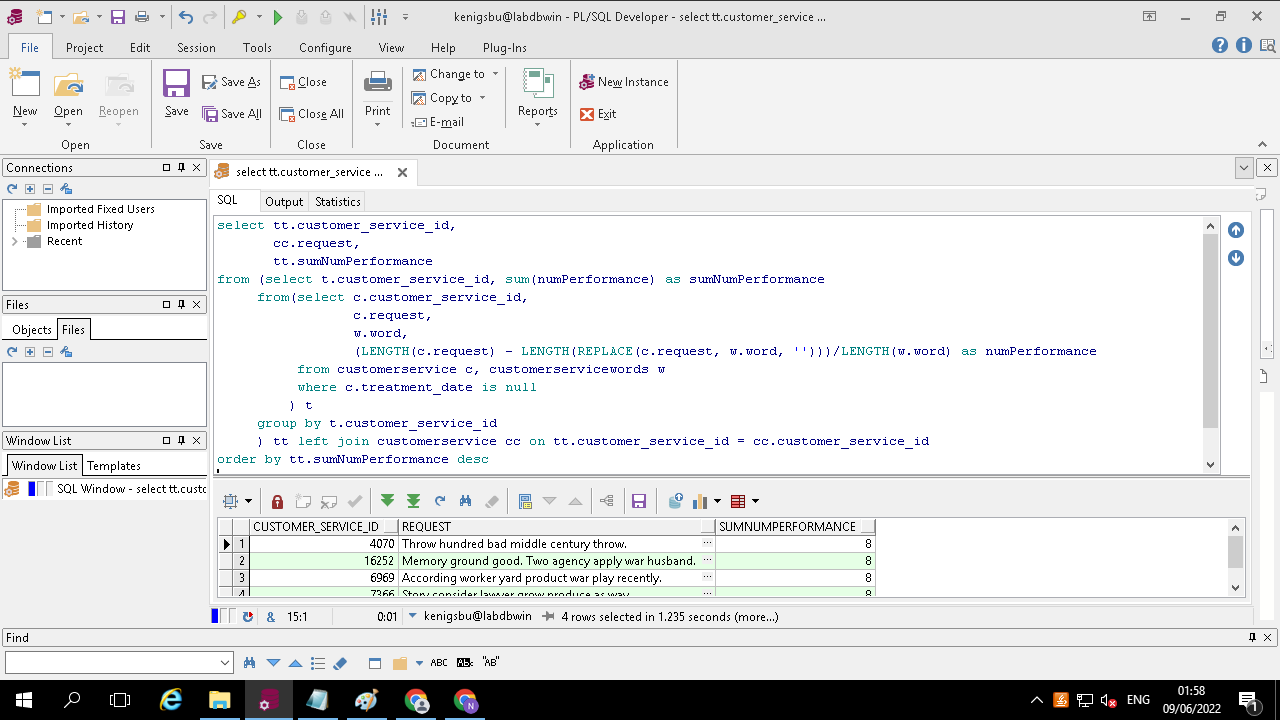 kenigsbu@labdbwin - PL/SQL Developer - select tt.customer_service ...
File Project Edit Session Tools Configure View Help Plug-Ins
New Open Reopen Save Save As Save All Close Close All Print Change to Copy to E-mail Reports New Instance Exit
Open Save Close Document Application
Connections
Imported Fixed Users
Imported History
Recent
Files
Objects Files
Window List
Window List Templates
SQL Window - select tt.custo
select tt.customer_service ...
SQL Output Statistics
select tt.customer_service_id,
cc.request,
tt.sumNumPerformance
from (select t.customer_service_id, sum(numPerformance) as sumNumPerformance
from(select c.customer_service_id,
c.request,
w.word,
(LENGTH(c.request) - LENGTH(REPLACE(c.request, w.word, '')))/LENGTH(w.word) as numPerformance
from customerservice c, customerservicewords w
where c.treatment_date is null
) t
group by t.customer_service_id
) tt left join customerservice cc on tt.customer_service_id = cc.customer_service_id
order by tt.sumNumPerformance desc
CUSTOMER_SERVICE_ID REQUEST SUMNUMPERFORMANCE
1 4070 Throw hundred bad middle century throw. ... 8
2 16252 Memory ground good. Two agency apply war husband. ... 8
3 6969 According worker yard product war play recently. ... 8
4 7366 Story consider lawyer grow produce as way. ... 8
& 15:1 0:01 kenigsbu@labdbwin 4 rows selected in 1.235 seconds (more...)
Find
ABC AB: "AB"
ENG
01:58
09/06/2022
1